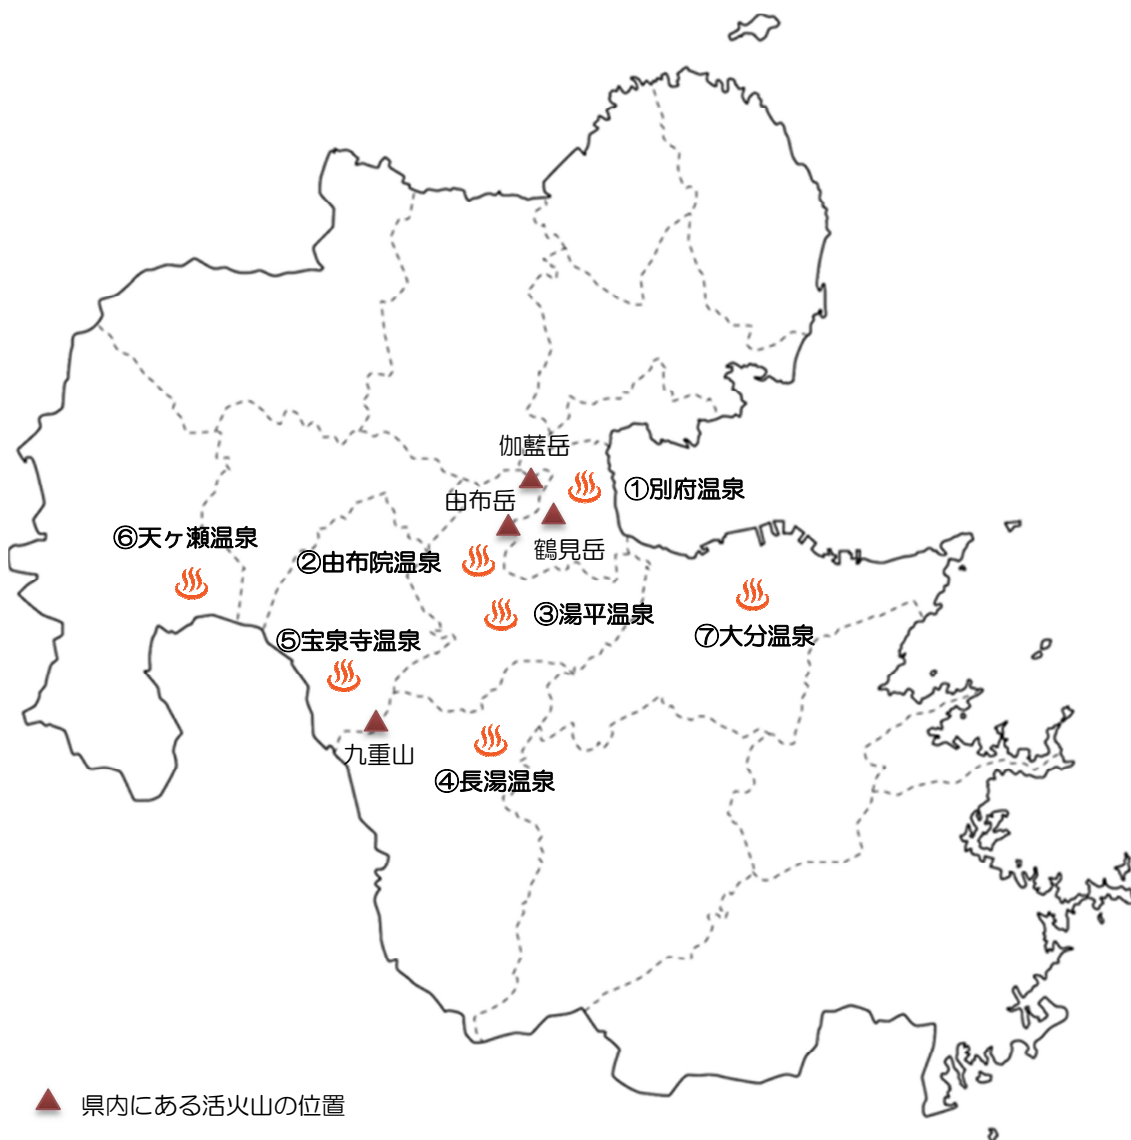 伽藍岳
①別府温泉
由布岳
⑥天ヶ瀬温泉
鶴見岳
②由布院温泉
③湯平温泉
⑦大分温泉
⑤宝泉寺温泉
九重山
④長湯温泉
県内にある活火山の位置